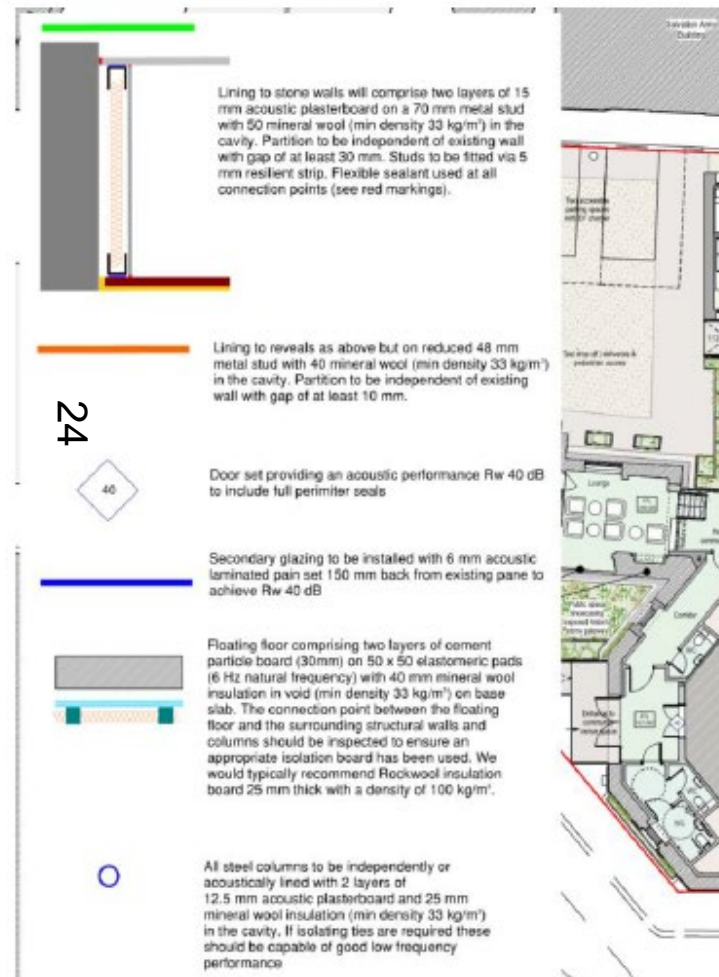 Lining to stone walls will comprise two layers of 15
mm acoustic plasterboard on a 70 mm metal stud
with 50 mineral wool (min density 33 kg/m³) in the
cavity. Partition to be independent of existing wall
with gap of at least 30 mm. Studs to be fitted via 5
mm resilient strip. Flexible sealant used at all
connection points (see red markings).
Lining to reveals as above but on reduced 48 mm
metal stud with 40 mineral wool (min density 33 kg/m³)
in the cavity. Partition to be independent of existing
wall with gap of at least 10 mm.
24
40
Door set providing an acoustic performance Rw 40 dB
to include full perimiter seals
Secondary glazing to be installed with 6 mm acoustic
laminated pain set 150 mm back from existing pane to
achieve Rw 40 dB
Floating floor comprising two layers of cement
particle board (30mm) on 50 x 50 elastomeric pads
(6 Hz natural frequency) with 40 mm mineral wool
insulation in void (min density 33 kg/m³) on base
slab. The connection point between the floating
floor and the surrounding structural walls and
columns should be inspected to ensure an
appropriate isolation board has been used. We
would typically recommend Rockwool insulation
board 25 mm thick with a density of 100 kg/m³.
All steel columns to be independently or
acoustically lined with 2 layers of
12.5 mm acoustic plasterboard and 25 mm
mineral wool insulation (min density 33 kg/m³)
in the cavity. If isolating ties are required these
should be capable of good low frequency
performance
Salvation Army
Building
Lounge
Corridor
WC
WC